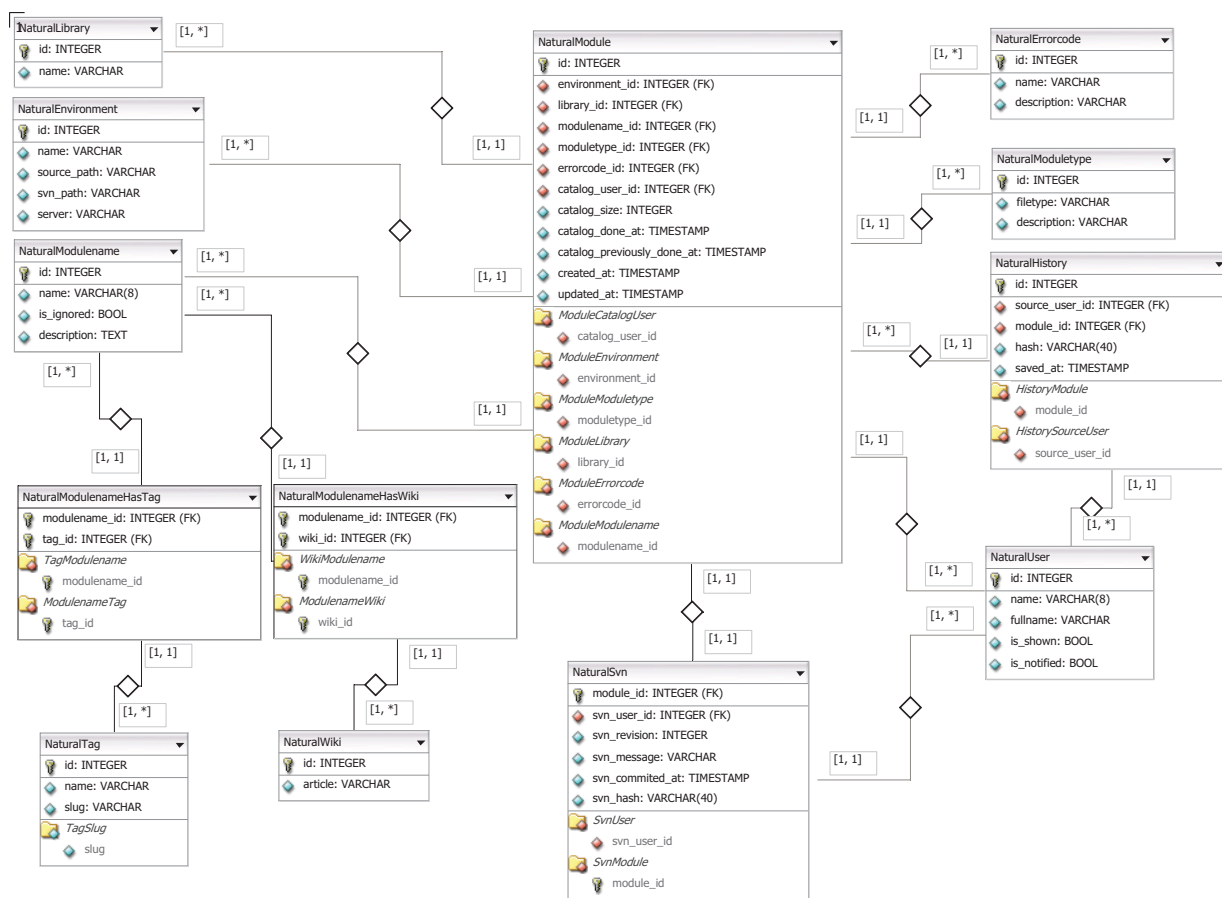 1
NaturalLibrary
id: INTEGER
name: VARCHAR
[1, *]
NaturalEnvironment
id: INTEGER
name: VARCHAR
source_path: VARCHAR
svn_path: VARCHAR
server: VARCHAR
[1, *]
NaturalModulename
id: INTEGER
name: VARCHAR(8)
is_ignored: BOOL
description: TEXT
[1, *]
[1, *]
[1, *]
[1, 1]
[1, 1]
[1, 1]
[1, 1]
[1, 1]
NaturalModule
id: INTEGER
environment_id: INTEGER (FK)
library_id: INTEGER (FK)
modulename_id: INTEGER (FK)
moduletype_id: INTEGER (FK)
errorcode_id: INTEGER (FK)
catalog_user_id: INTEGER (FK)
catalog_size: INTEGER
catalog_done_at: TIMESTAMP
catalog_previously_done_at: TIMESTAMP
created_at: TIMESTAMP
updated_at: TIMESTAMP
ModuleCatalogUser
catalog_user_id
ModuleEnvironment
environment_id
ModuleModuletype
moduletype_id
ModuleLibrary
library_id
ModuleErrorcode
errorcode_id
ModuleModulename
modulename_id
[1, *]
[1, 1]
NaturalErrorcode
id: INTEGER
name: VARCHAR
description: VARCHAR
[1, *]
[1, 1]
NaturalModuletype
id: INTEGER
filetype: VARCHAR
description: VARCHAR
[1, *]
[1, 1]
NaturalHistory
id: INTEGER
source_user_id: INTEGER (FK)
module_id: INTEGER (FK)
hash: VARCHAR(40)
saved_at: TIMESTAMP
HistoryModule
module_id
HistorySourceUser
source_user_id
[1, 1]
[1, 1]
[1, *]
[1, *]
[1, *]
NaturalUser
id: INTEGER
name: VARCHAR(8)
fullname: VARCHAR
is_shown: BOOL
is_notified: BOOL
NaturalModulenameHasTag
modulename_id: INTEGER (FK)
tag_id: INTEGER (FK)
TagModulename
modulename_id
ModulenameTag
tag_id
NaturalModulenameHasWiki
modulename_id: INTEGER (FK)
wiki_id: INTEGER (FK)
WikiModulename
modulename_id
ModulenameWiki
wiki_id
[1, 1]
[1, *]
[1, 1]
[1, *]
NaturalTag
id: INTEGER
name: VARCHAR
slug: VARCHAR
TagSlug
slug
NaturalWiki
id: INTEGER
article: VARCHAR
[1, 1]
[1, 1]
NaturalSvn
module_id: INTEGER (FK)
svn_user_id: INTEGER (FK)
svn_revision: INTEGER
svn_message: VARCHAR
svn_commited_at: TIMESTAMP
svn_hash: VARCHAR(40)
SvnUser
svn_user_id
SvnModule
module_id
[1, 1]